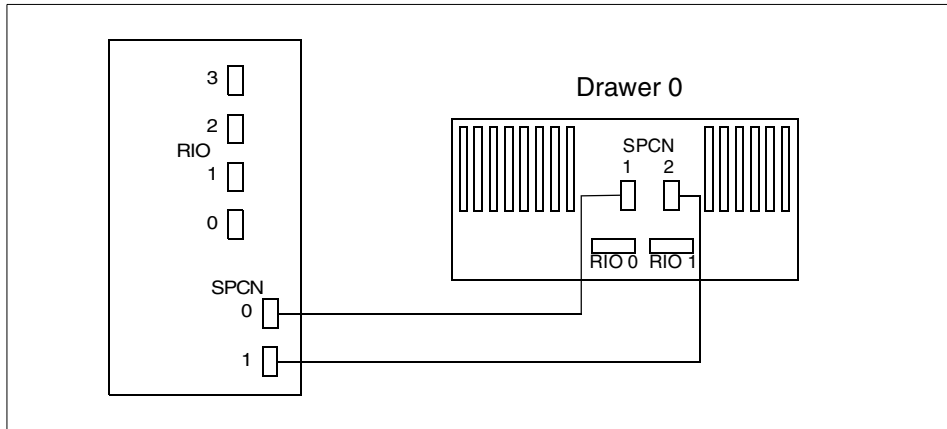 3
2
RIO
1
0
SPCN
0
1
Drawer 0
SPCN
1 2
RIO 0 RIO 1